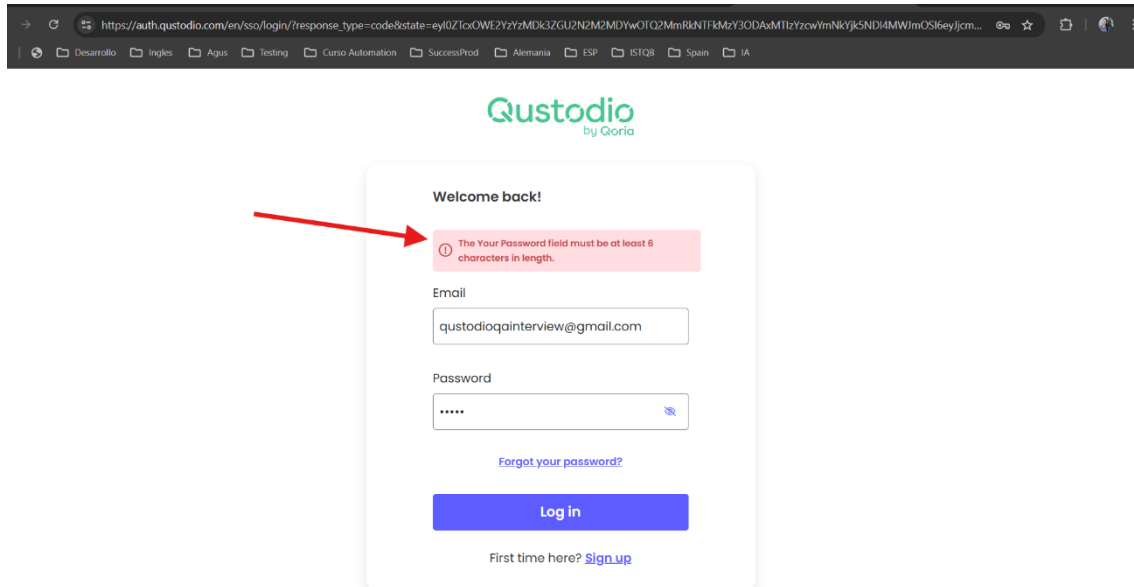 https://auth.qustodio.com/en/sso/login/?response_type=code&state=eyJ0ZTcxOWE2YzYzMDk3ZGU2N2M2MDYwOTQ2MmRkNTFkMzY3ODAxMTIzYzcwYmNkYjk5NDI4MWJmOSI6eyJjcm...
Desarrollo Ingles Agus Testing Curso Automation SuccessProd Alemania ESP ISTQB Spain IA
Qustodio
by Qoria
Welcome back!
The Your Password field must be at least 6
characters in length.
Email
qustodioqainterview@gmail.com
Password
•••••
Forgot your password?
Log in
First time here? Sign up